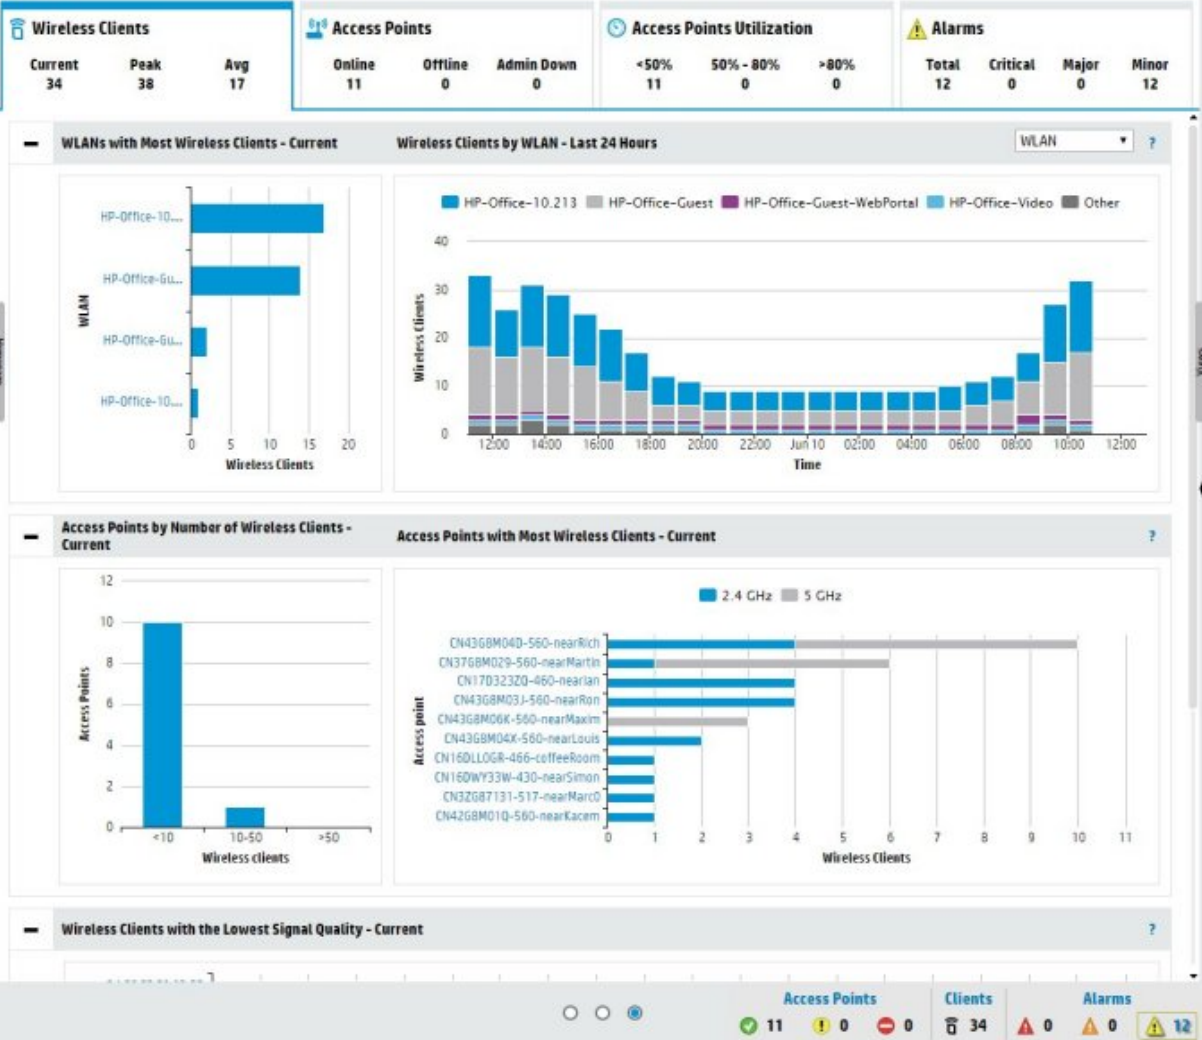 Wireless Clients
Current Peak Avg
34 38 17
Access Points
Online Offline Admin Down
11 0 0
Access Points Utilization
<50% 50% - 80% >80%
11 0 0
Alarms
Total Critical Major Minor
12 0 0 12
WLANs with Most Wireless Clients - Current
Wireless Clients by WLAN - Last 24 Hours
WLAN
?
WLAN
HP-Office-10....
HP-Office-Gu...
HP-Office-Gu...
HP-Office-10....
0 5 10 15 20
Wireless Clients
HP-Office-10.213 HP-Office-Guest HP-Office-Guest-WebPortal HP-Office-Video Other
Wireless Clients
40
30
20
10
0
12:00 14:00 16:00 18:00 20:00 22:00 Jun 10 02:00 04:00 06:00 08:00 10:00 12:00
Time
Access Points by Number of Wireless Clients -
Current
Access Points with Most Wireless Clients - Current
?
Access Points
12
10
8
6
4
2
0
<10 10-50 >50
Wireless clients
2.4 GHz 5 GHz
Access point
CN43G8M04D-560-nearRich
CN37G8M029-560-nearMartin
CN17D323ZQ-460-nearIan
CN43G8M03J-560-nearRon
CN43G8M06K-560-nearMaxim
CN43G8M04X-560-nearLouis
CN16DLL0GR-466-coffeeRoom
CN16DWY33W-430-nearSimon
CN3ZG87131-517-nearMarcO
CN42G8M01Q-560-nearKacem
0 1 2 3 4 5 6 7 8 9 10 11
Wireless Clients
Wireless Clients with the Lowest Signal Quality - Current
?
Access Points Clients Alarms
11 0 0 34 0 0 12